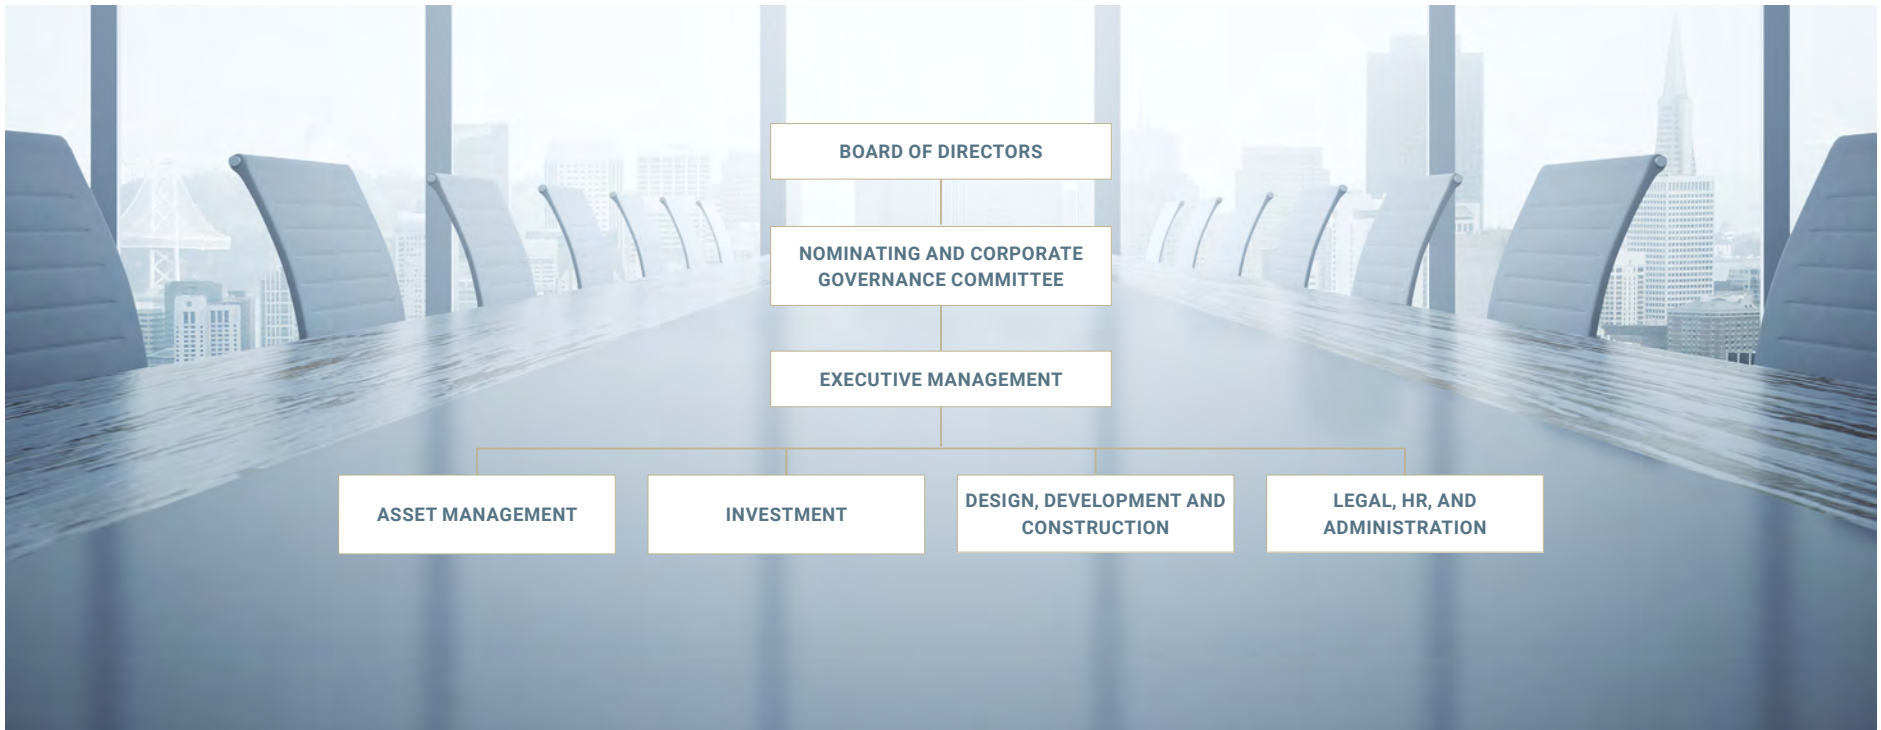 BOARD OF DIRECTORS
NOMINATING AND CORPORATE
GOVERNANCE COMMITTEE
EXECUTIVE MANAGEMENT
ASSET MANAGEMENT
INVESTMENT
DESIGN, DEVELOPMENT AND
CONSTRUCTION
LEGAL, HR, AND
ADMINISTRATION